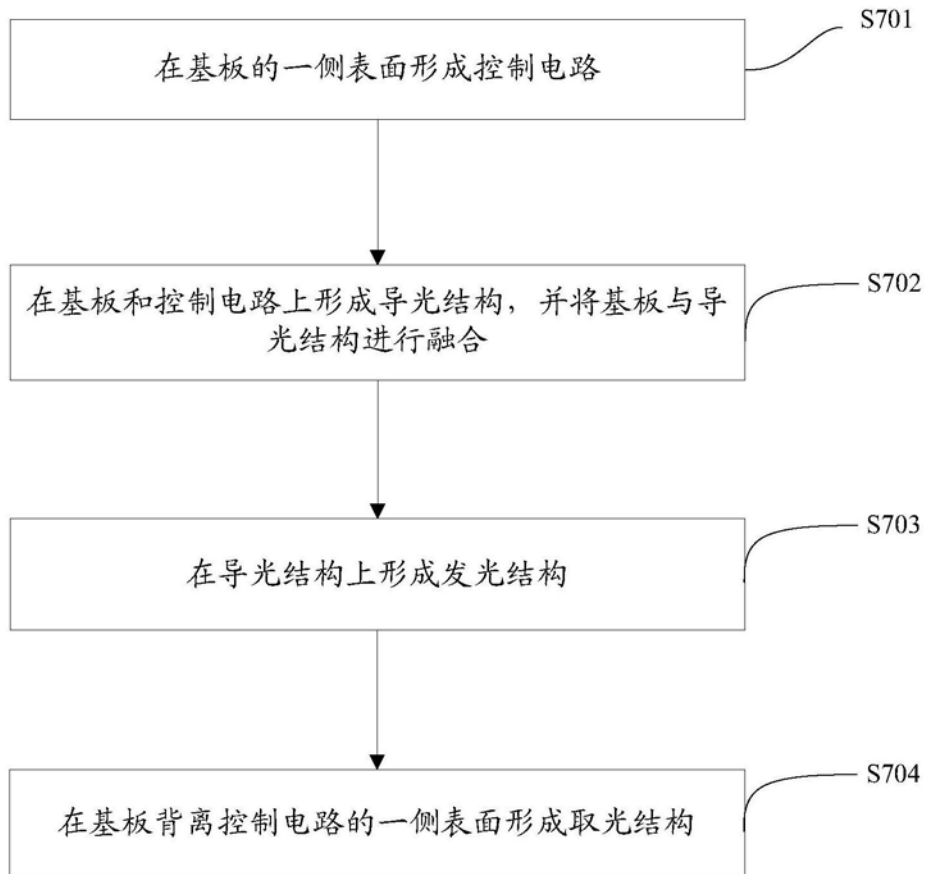 S701
在基板的一侧表面形成控制电路
S702
在基板和控制电路上形成导光结构，并将基板与导
光结构进行融合
S703
在导光结构上形成发光结构
S704
在基板背离控制电路的一侧表面形成取光结构